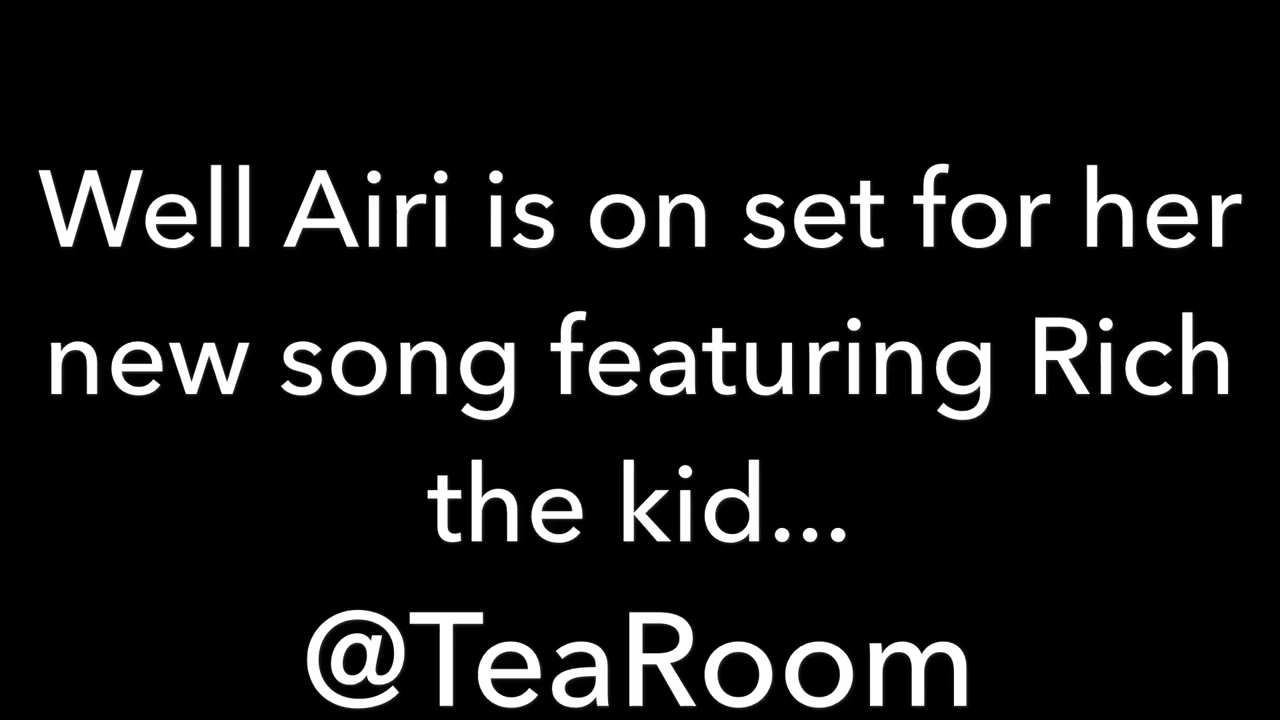 Well Airi is on set for her
new song featuring Rich
the kid...
@TeaRoom